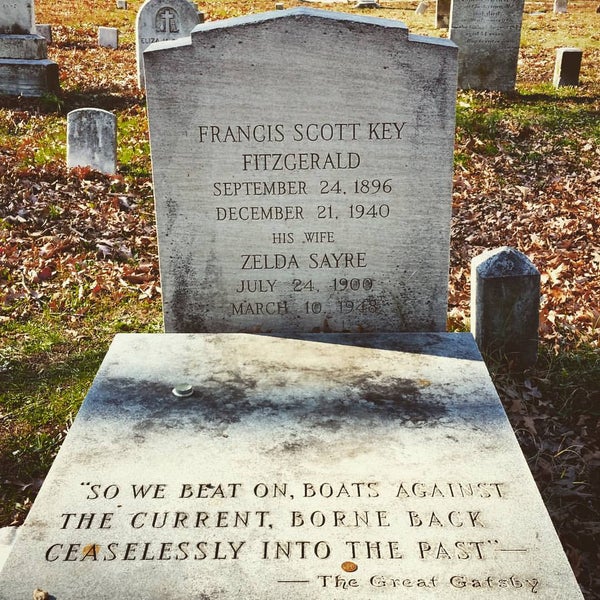 ELIZA
FRANCIS SCOTT KEY
FITZGERALD
SEPTEMBER 24, 1896
DECEMBER 21, 1940
HIS WIFE
ZELDA SAYRE
JULY 24, 1900
MARCH 10, 1948
"SO WE BEAT ON, BOATS AGAINST
THE CURRENT, BORNE BACK
CEASELESSLY INTO THE PAST"—
— The Great Gatsby